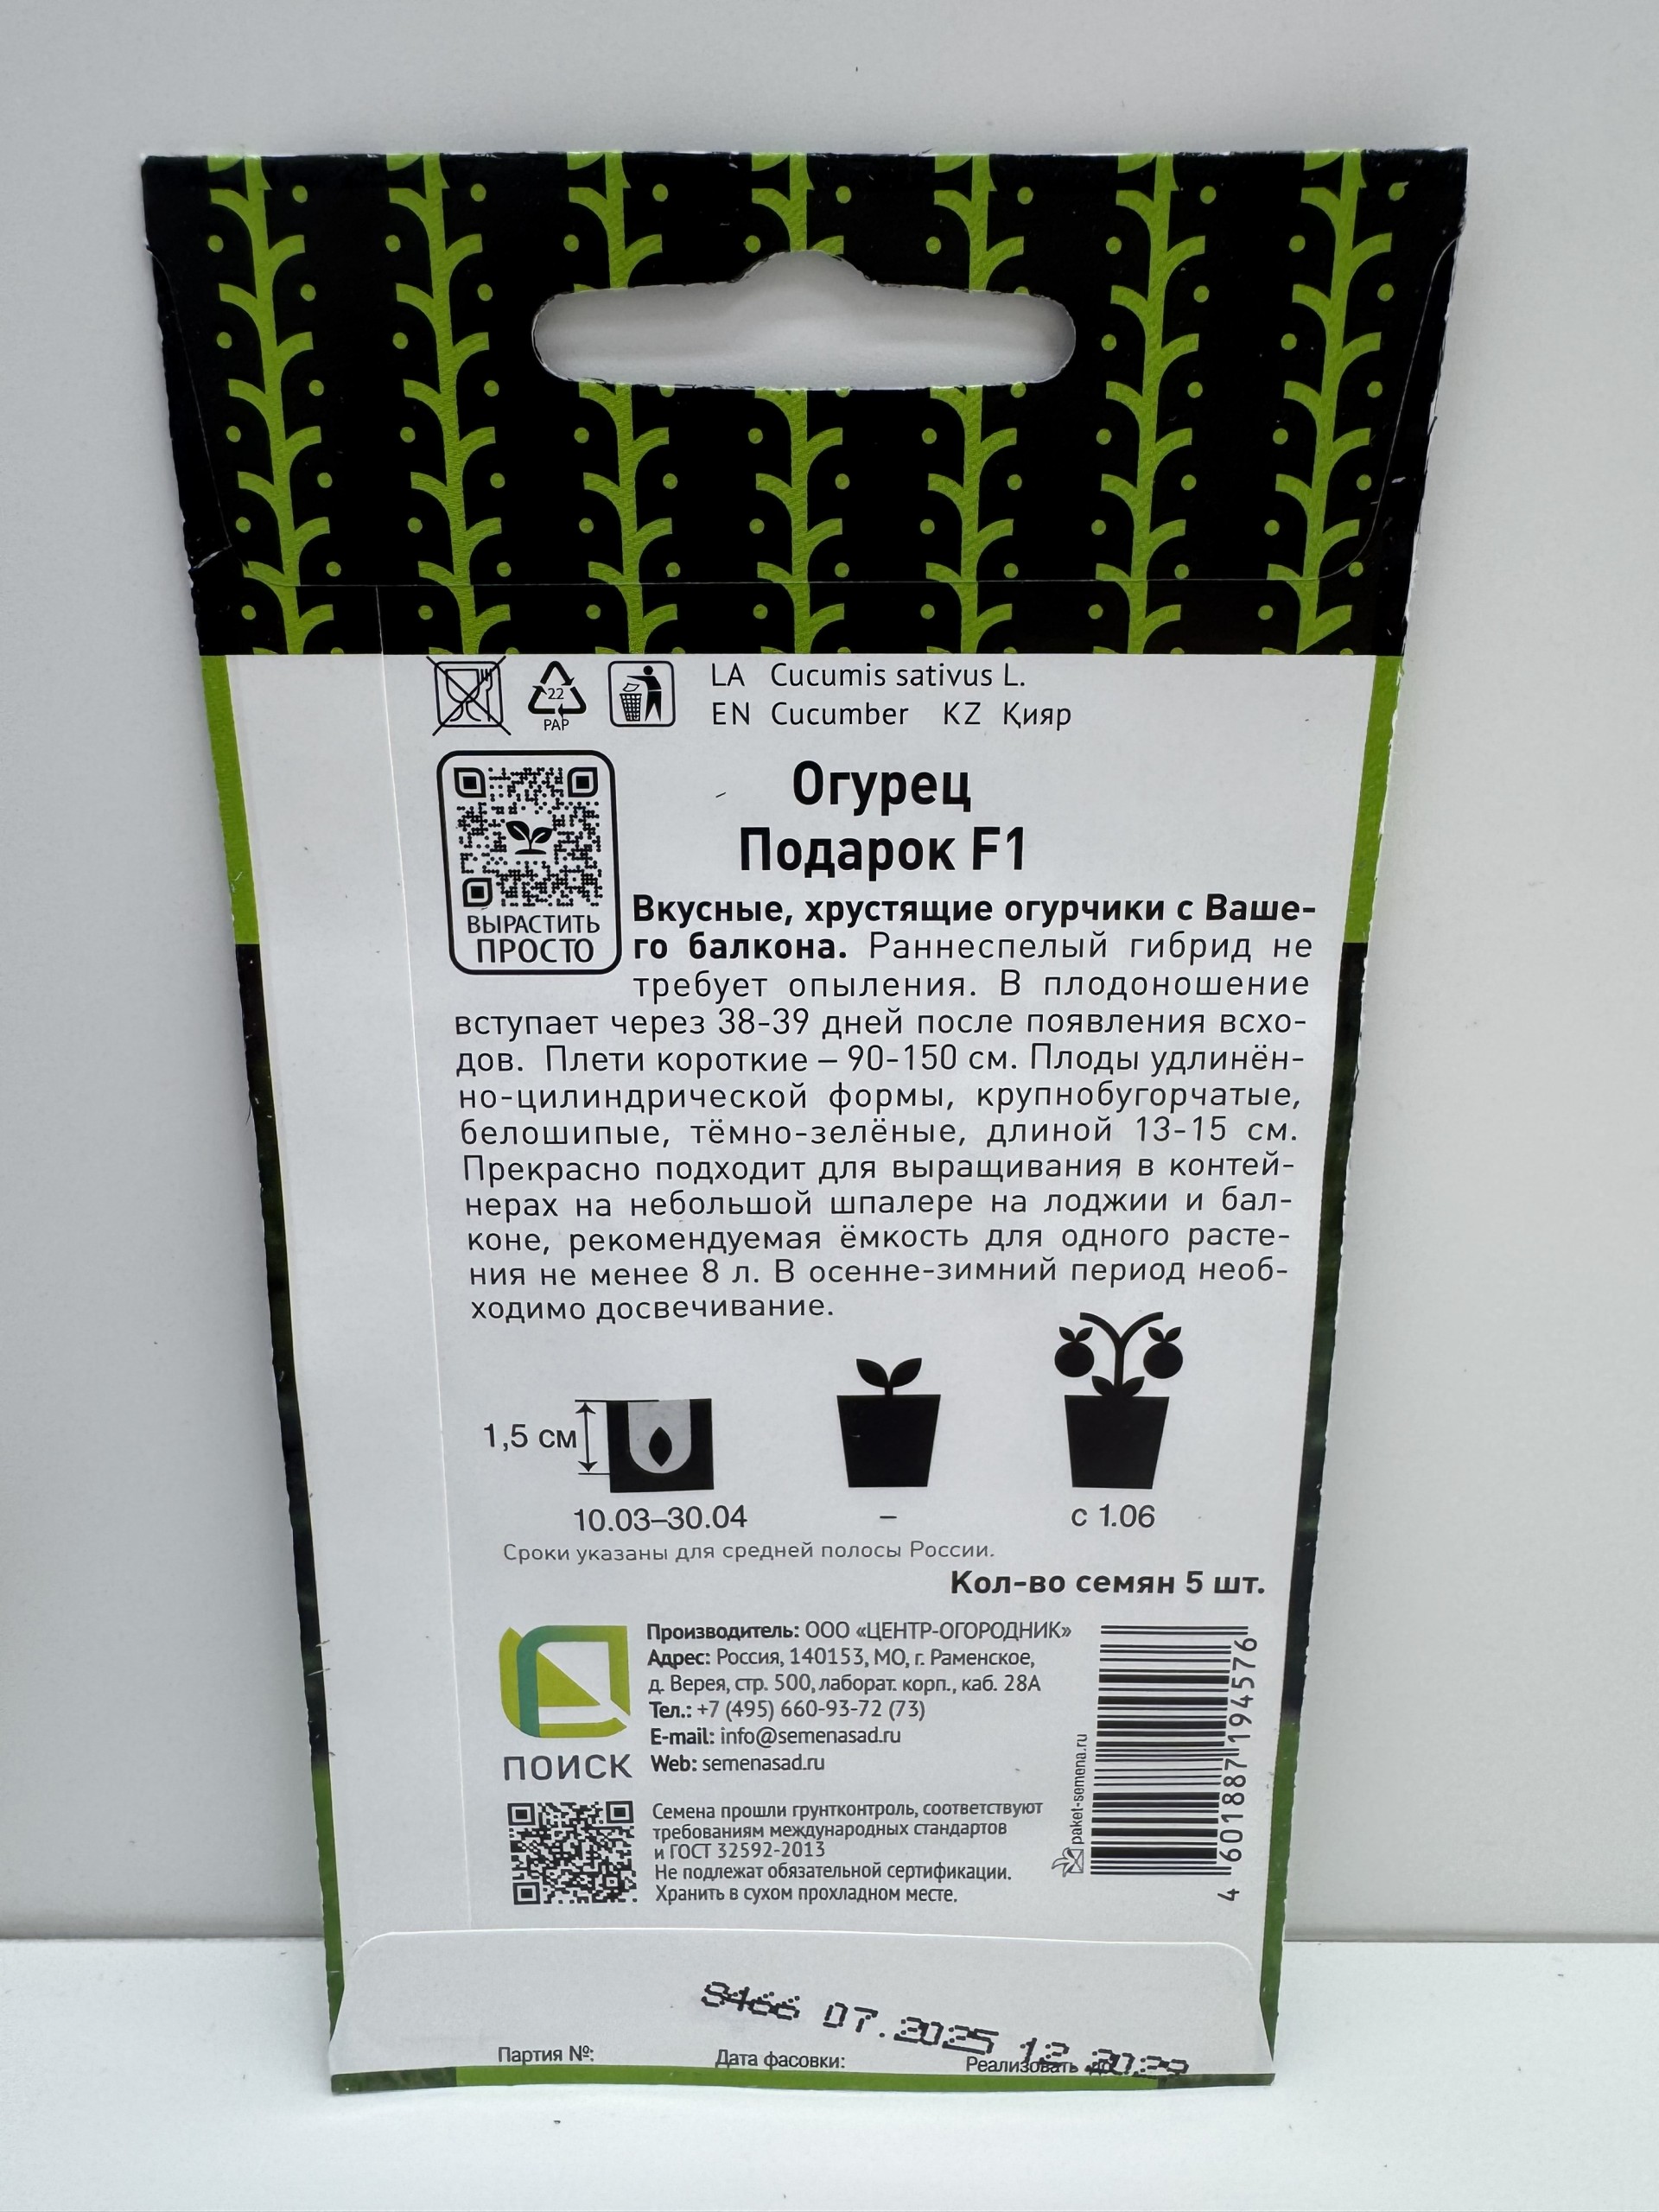 LA Cucumis sativus L.
EN Cucumber KZ Қияр
22
PAP
Огурец
Подарок F1
ВЫРАСТИТЬ
ПРОСТО
Вкусные, хрустящие огурчики с Ваше-
го балкона. Раннеспелый гибрид не
требует опыления. В плодоношение
вступает через 38-39 дней после появления всхо-
дов. Плети короткие – 90-150 см. Плоды удлинён-
но-цилиндрической формы, крупнобугорчатые,
белошипые, тёмно-зелёные, длиной 13-15 см.
Прекрасно подходит для выращивания в контей-
нерах на небольшой шпалере на лоджии и бал-
коне, рекомендуемая ёмкость для одного расте-
ния не менее 8 л. В осенне-зимний период необ-
ходимо досвечивание.
1,5 см
10.03–30.04 – с 1.06
Сроки указаны для средней полосы России.
Кол-во семян 5 шт.
Производитель: ООО «ЦЕНТР-ОГОРОДНИК»
Адрес: Россия, 140153, МО, г. Раменское,
д. Верея, стр. 500, лаборат. корп., каб. 28А
Тел.: +7 (495) 660-93-72 (73)
E-mail: info@semenasad.ru
Web: semenasad.ru
ПОИСК
Семена прошли грунтконтроль, соответствуют
требованиям международных стандартов
и ГОСТ 32592-2013
Не подлежат обязательной сертификации.
Хранить в сухом прохладном месте.
paket-semena.ru
4 601887 194576
07.2025
Партия №: Дата фасовки: Реализовать до: